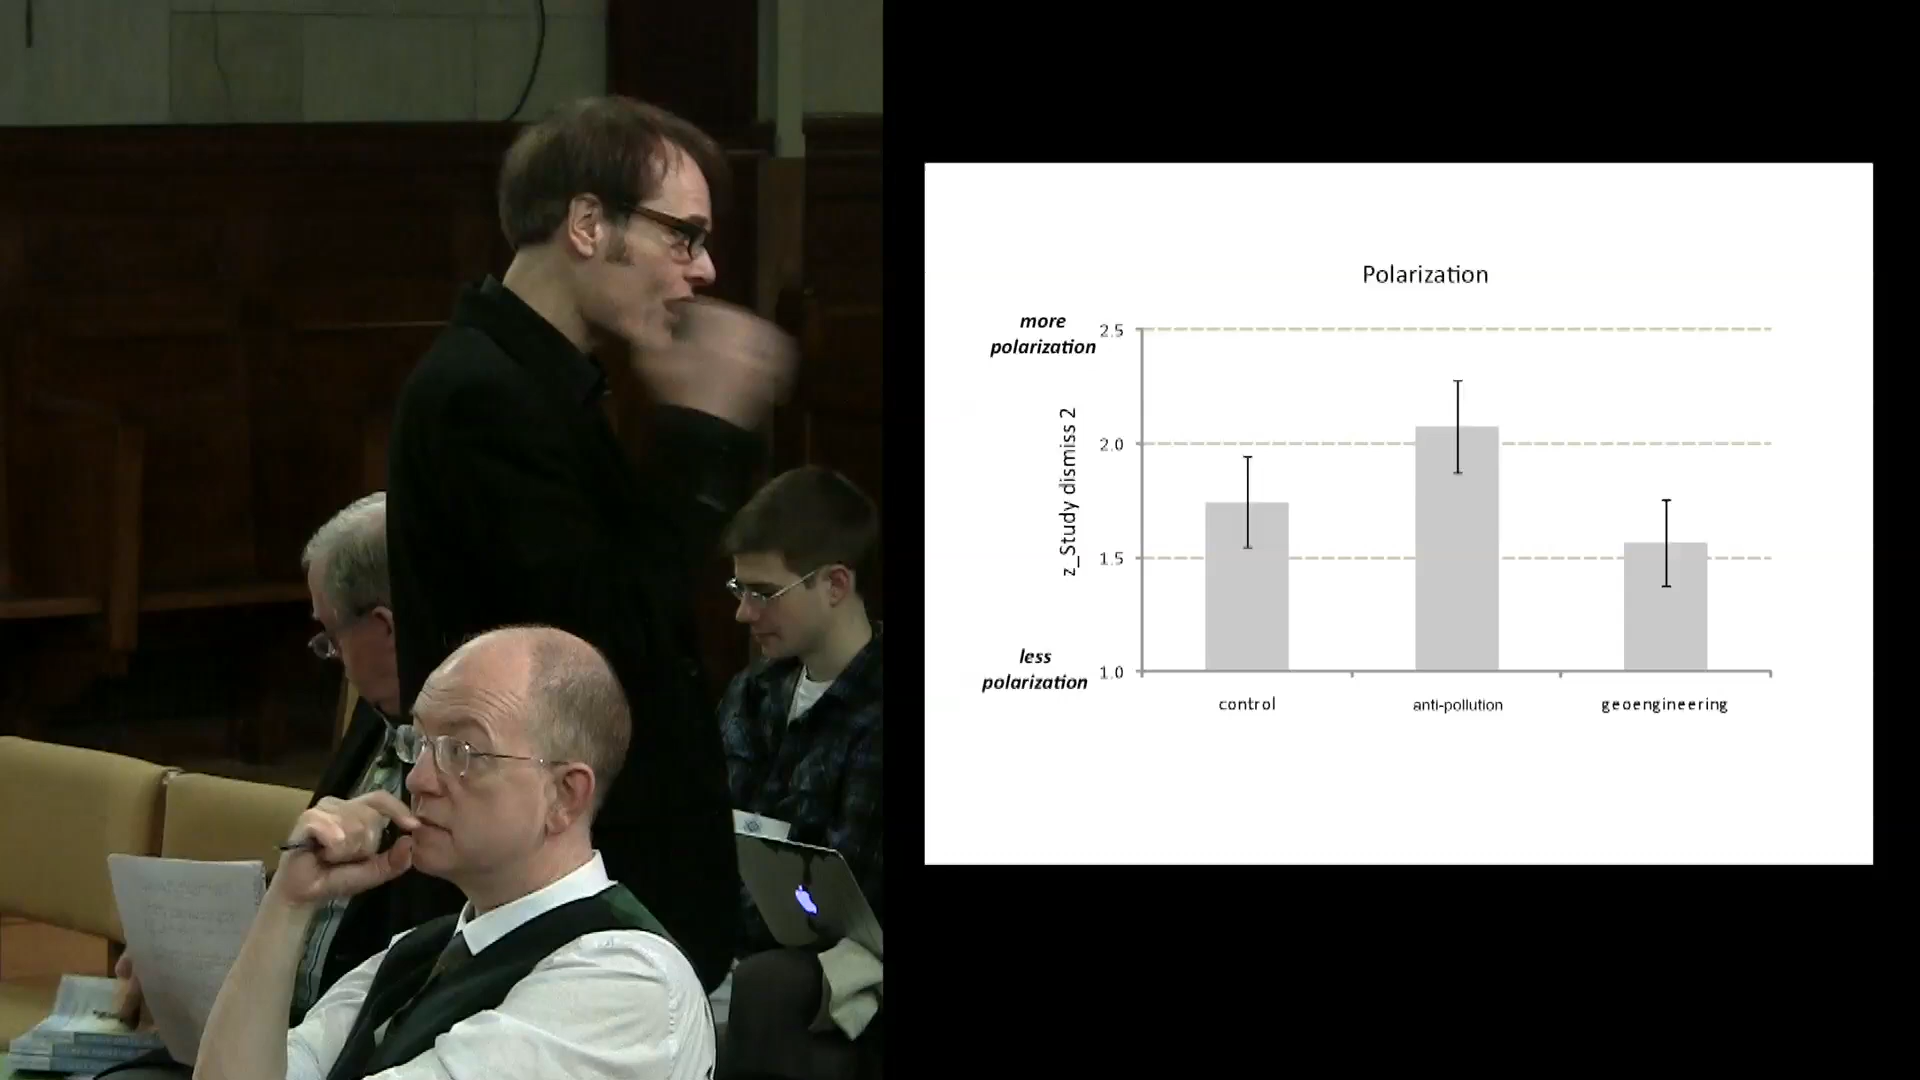 Polarization
more
polarization
2.5
2.0
1.5
1.0
z_Study dismiss 2
less
polarization
control
anti-pollution
geoengineering